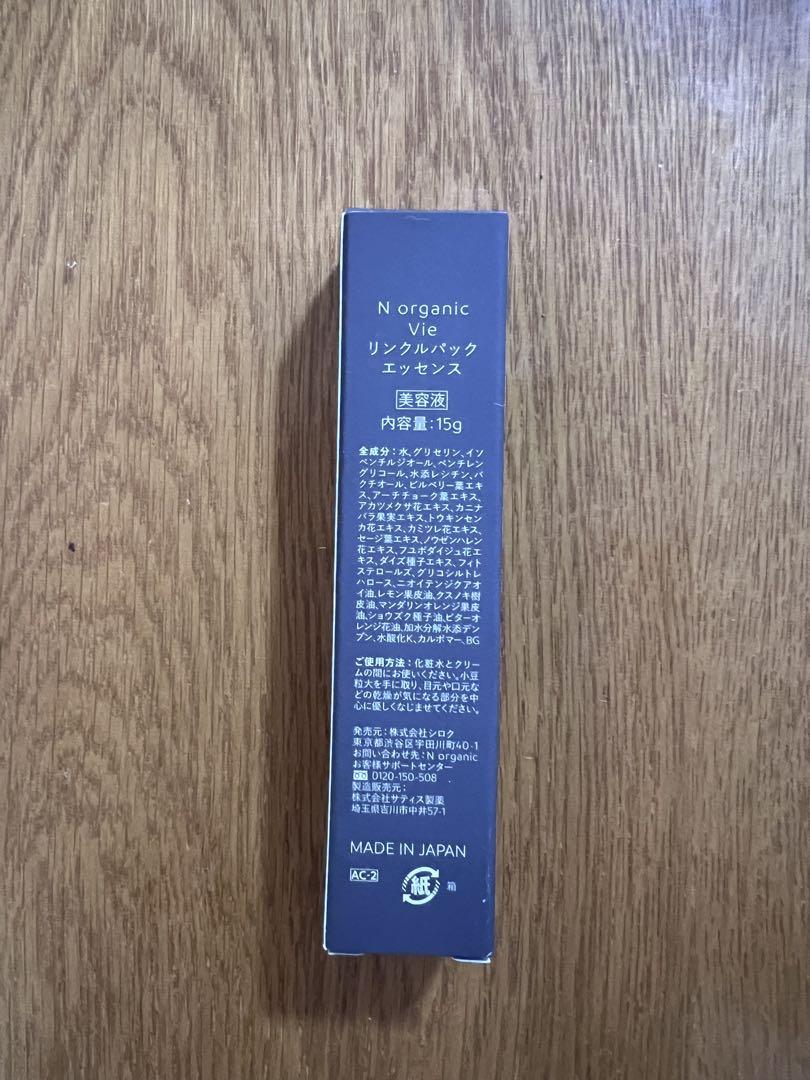 N organic
Vie
リンクルパック
エッセンス
美容液
内容量:15g
全成分:水、グリセリン、イソ
ペンチルジオール、ペンチレン
グリコール、水添レシチン、バ
クチオール、ビルベリー葉エキ
ス、アーチチョーク葉エキス、
アカツメクサ花エキス、カニナ
バラ果実エキス、トウキンセン
カ花エキス、カミツレ花エキス、
セージ葉エキス、ノウゼンハレン
花エキス、フユボダイジュ花エ
キス、ダイズ種子エキス、フィト
ステロールズ、グリコシルトレ
ハロース、ニオイテンジクアオ
イ油、レモン果皮油、クスノキ樹
皮油、マンダリンオレンジ果皮
油、ショウズク種子油、ビターオ
レンジ花油、加水分解水添デン
プン、水酸化K、カルボマー、BG
ご使用方法:化粧水とクリー
ムの間にお使いください。小豆
粒大を手に取り、目元や口元な
どの乾燥が気になる部分を中
心に優しくなじませてください。
発売元:株式会社シロク
東京都渋谷区宇田川町40-1
お問い合わせ先:N organic
お客様サポートセンター
0120-150-508
製造販売元:
株式会社サティス製薬
埼玉県吉川市中井57-1
MADE IN JAPAN
AC-2
紙 箱